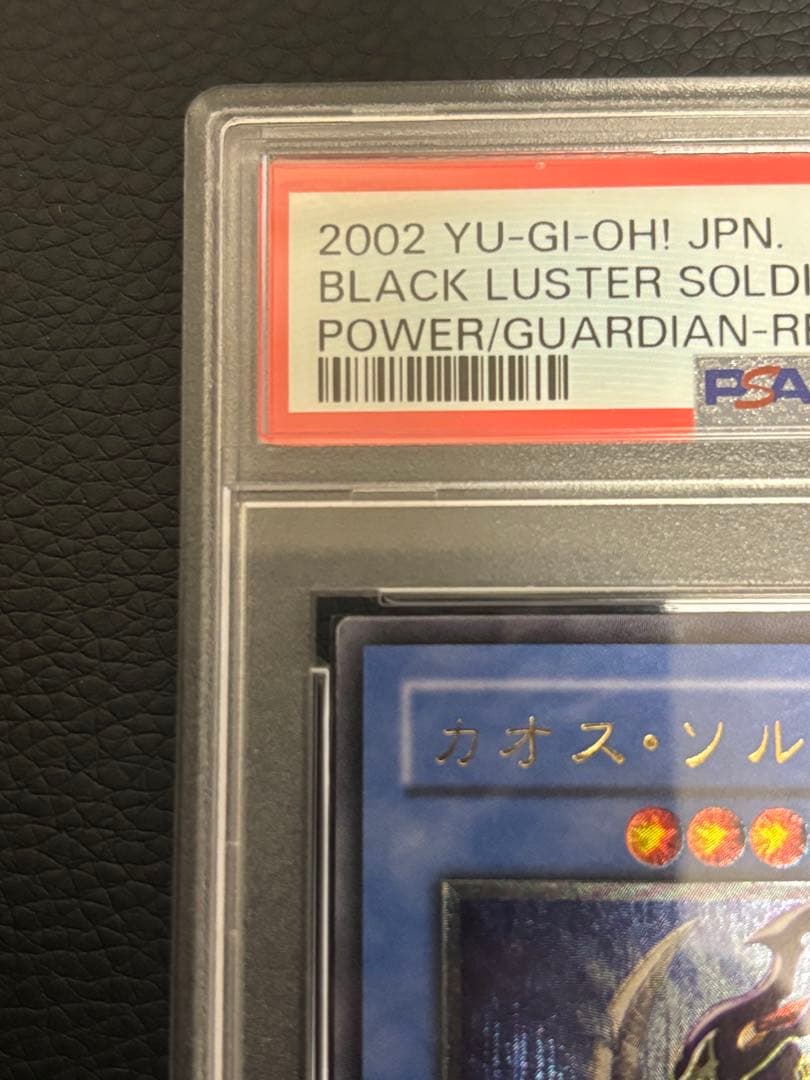 2002 YU-GI-OH! JPN.
BLACK LUSTER SOLDI
POWER/GUARDIAN-RE
PSA
カオス・ソル